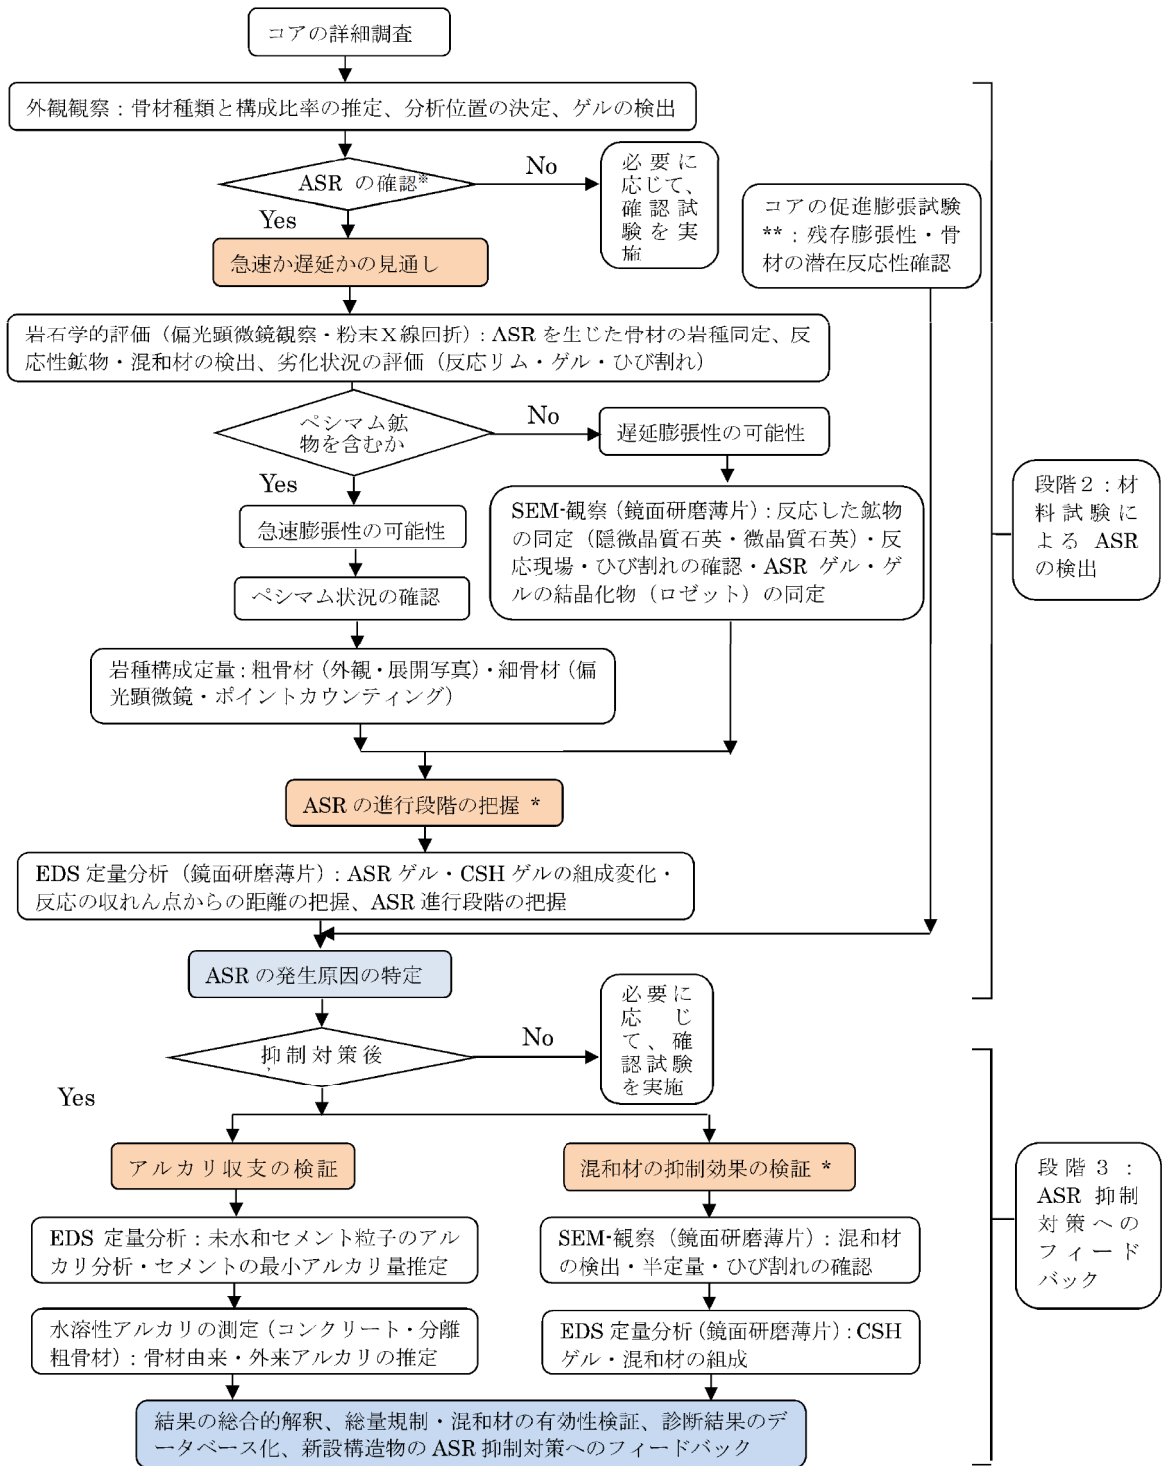 コアの詳細調査
外観観察：骨材種類と構成比率の推定、分析位置の決定、ゲルの検出
ASR の確認※
No
必要に
応じて、
確認試
験を実
施
Yes
コアの促進膨張試験
**：残存膨張性・骨
材の潜在反応性確認
急速か遅延かの見通し
岩石学的評価（偏光顕微鏡観察・粉末Ｘ線回折）：ASR を生じた骨材の岩種同定、反
応性鉱物・混和材の検出、劣化状況の評価（反応リム・ゲル・ひび割れ）
ペシマム鉱
物を含むか
No
遅延膨張性の可能性
Yes
急速膨張性の可能性
SEM-観察（鏡面研磨薄片）：反応した鉱物
の同定（隠微晶質石英・微晶質石英）・反
応現場・ひび割れの確認・ASR ゲル・ゲ
ルの結晶化物（ロゼット）の同定
段階２：材
料試験に
よる ASR
の検出
ペシマム状況の確認
岩種構成定量：粗骨材（外観・展開写真）・細骨材（偏
光顕微鏡・ポイントカウンティング）
ASR の進行段階の把握 *
EDS 定量分析（鏡面研磨薄片）：ASR ゲル・CSH ゲルの組成変化・
反応の収れん点からの距離の把握、ASR 進行段階の把握
ASR の発生原因の特定
抑制対策後
No
必要に
応じ
て、確
認試験
を実施
Yes
アルカリ収支の検証
混和材の抑制効果の検証 *
段階３：
ASR 抑制
対策への
フィード
バック
EDS 定量分析：未水和セメント粒子のアル
カリ分析・セメントの最小アルカリ量推定
SEM-観察（鏡面研磨薄片）：混和材
の検出・半定量・ひび割れの確認
水溶性アルカリの測定（コンクリート・分離
粗骨材）：骨材由来・外来アルカリの推定
EDS 定量分析（鏡面研磨薄片）：CSH
ゲル・混和材の組成
結果の総合的解釈、総量規制・混和材の有効性検証、診断結果のデ
ータベース化、新設構造物の ASR 抑制対策へのフィードバック